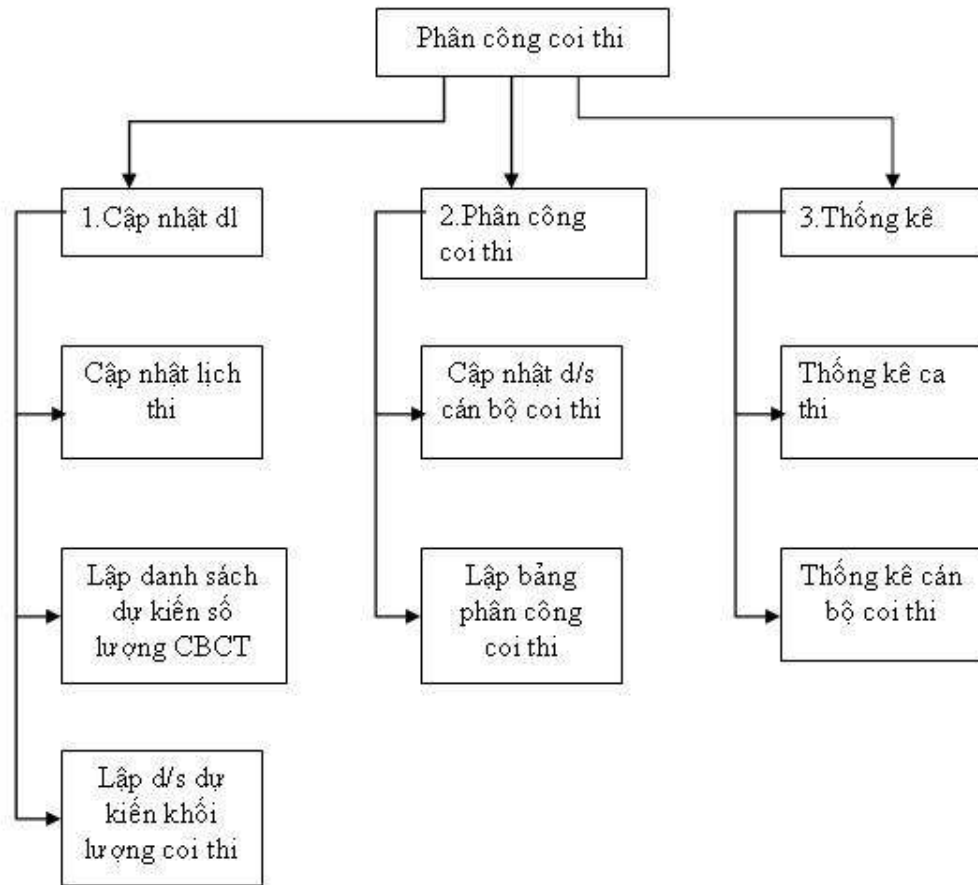 Phân công coi thi
1.Cập nhật dl
2.Phân công
coi thi
3.Thống kê
Cập nhật lịch
thi
Cập nhật d/s
cán bộ coi thi
Thống kê ca
thi
Lập danh sách
dự kiến số
lượng CBCT
Lập bảng
phân công
coi thi
Thống kê cán
bộ coi thi
Lập d/s dự
kiến khối
lượng coi thi